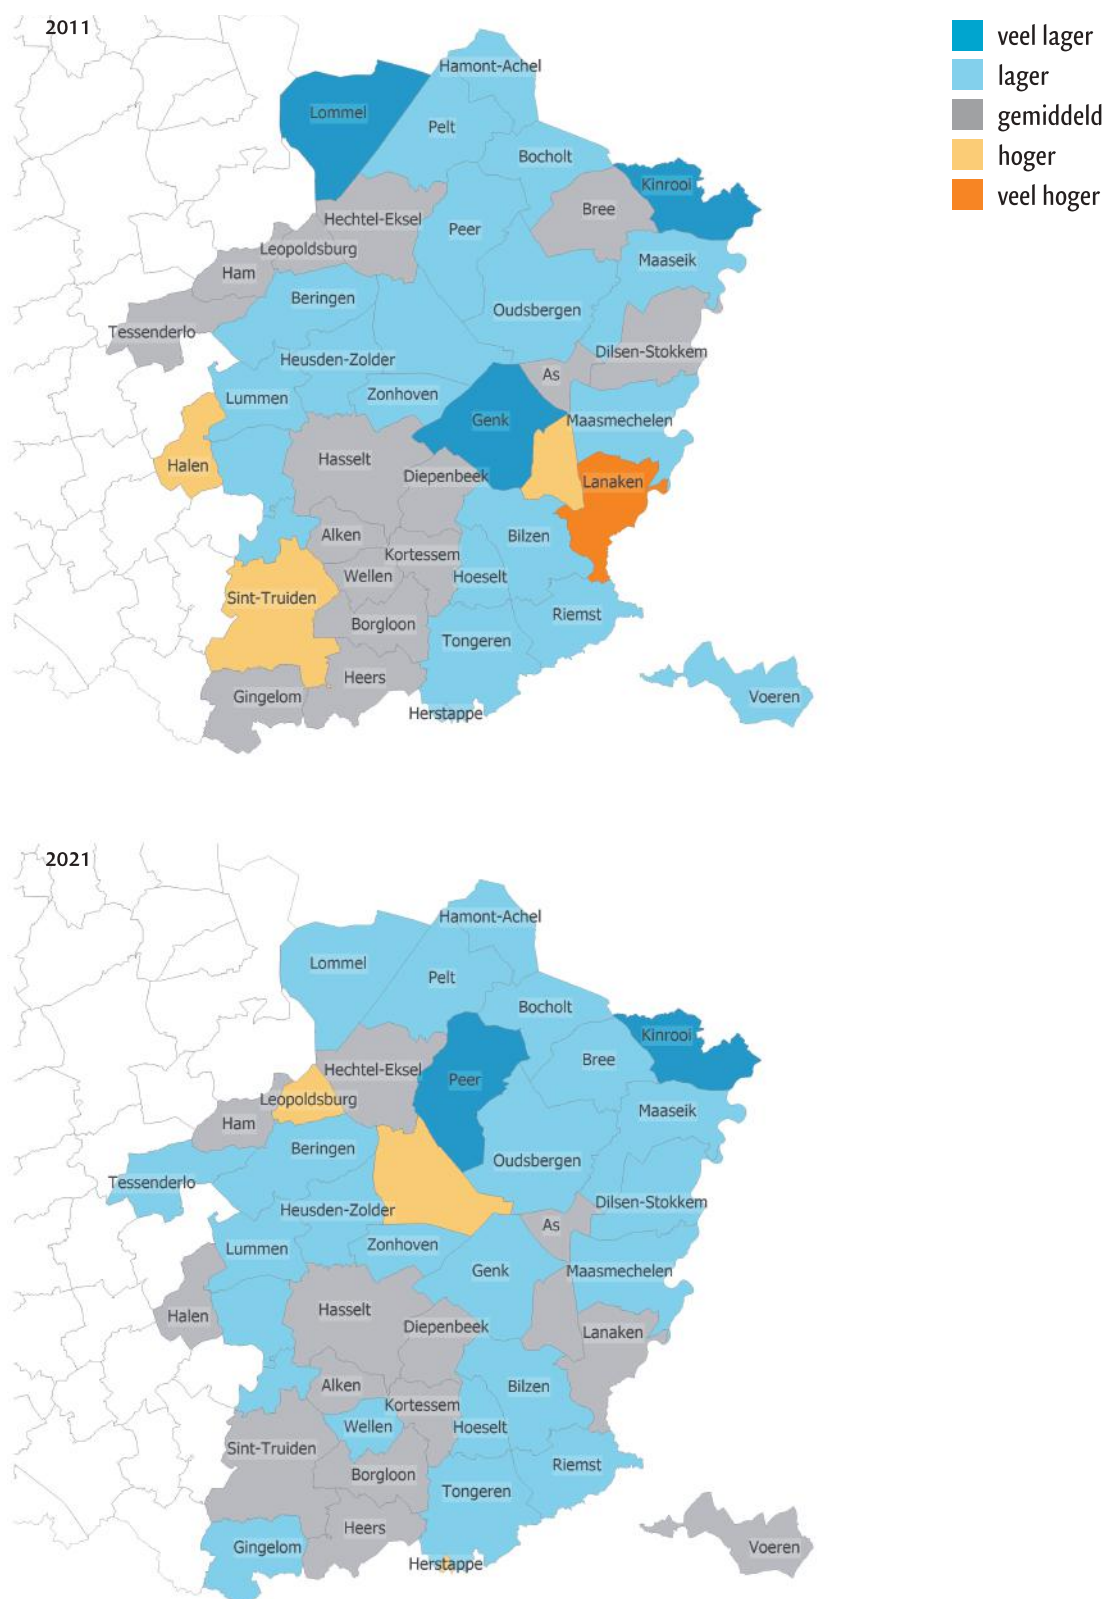 2011
veel lager
lager
gemiddeld
hoger
veel hoger
Hamont-Achel
Lommel
Pelt
Bocholt
Kinrooi
Bree
Hechtel-Eksel
Peer
Leopoldsburg
Maaseik
Ham
Beringen
Oudsbergen
Tessenderlo
Dilsen-Stokkem
Heusden-Zolder
As
Lummen
Zonhoven
Genk
Maasmechelen
Hasselt
Halen
Diepenbeek
Lanaken
Alken
Bilzen
Kortessem
Wellen
Hoeselt
Sint-Truiden
Riemst
Borgloon
Tongeren
Heers
Gingelom
Voeren
Herstappe
2021
Hamont-Achel
Lommel
Pelt
Bocholt
Kinrooi
Bree
Hechtel-Eksel
Peer
Leopoldsburg
Maaseik
Ham
Beringen
Oudsbergen
Tessenderlo
Dilsen-Stokkem
Heusden-Zolder
As
Lummen
Zonhoven
Genk
Maasmechelen
Hasselt
Halen
Diepenbeek
Lanaken
Alken
Bilzen
Kortessem
Wellen
Hoeselt
Sint-Truiden
Riemst
Borgloon
Tongeren
Heers
Gingelom
Voeren
Herstappe